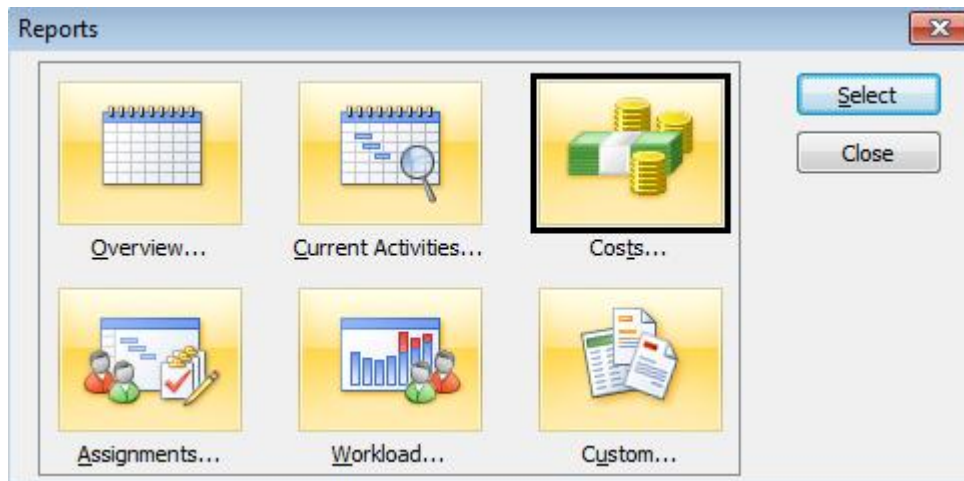 Reports
Select
Close
Overview...
Current Activities...
Costs...
Assignments...
Workload...
Custom...